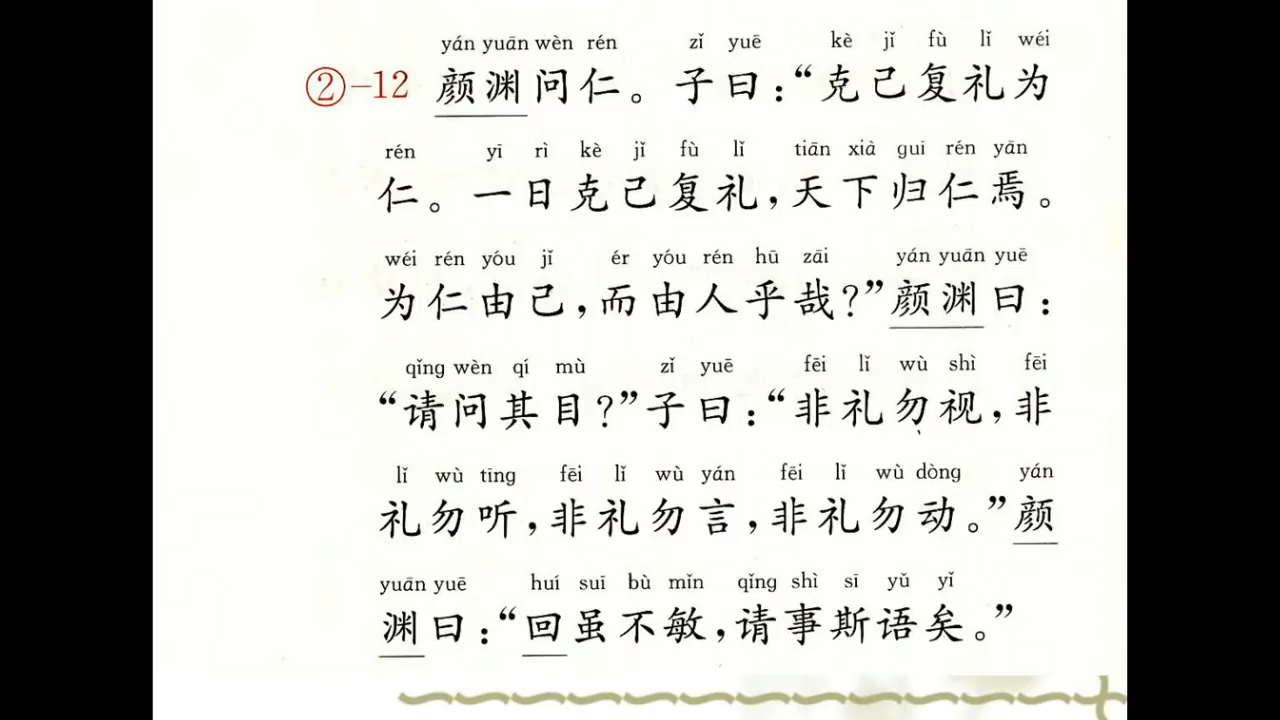 yán yuān wèn rén zǐ yuē kè jǐ fù lǐ wéi
②-12 颜渊问仁。子曰:“克己复礼为
rén yī rì kè jǐ fù lǐ tiān xià guī rén yān
仁。一日克己复礼,天下归仁焉。
wéi rén yóu jǐ ér yóu rén hū zāi yán yuān yuē
为仁由己,而由人乎哉?”颜渊曰:
qǐng wèn qí mù zǐ yuē fēi lǐ wù shì fēi
“请问其目?”子曰:“非礼勿视,非
lǐ wù tīng fēi lǐ wù yán fēi lǐ wù dòng yán
礼勿听,非礼勿言,非礼勿动。”颜
yuān yuē huí suī bù mǐn qǐng shì sī yǔ yǐ
渊曰:“回虽不敏,请事斯语矣。”